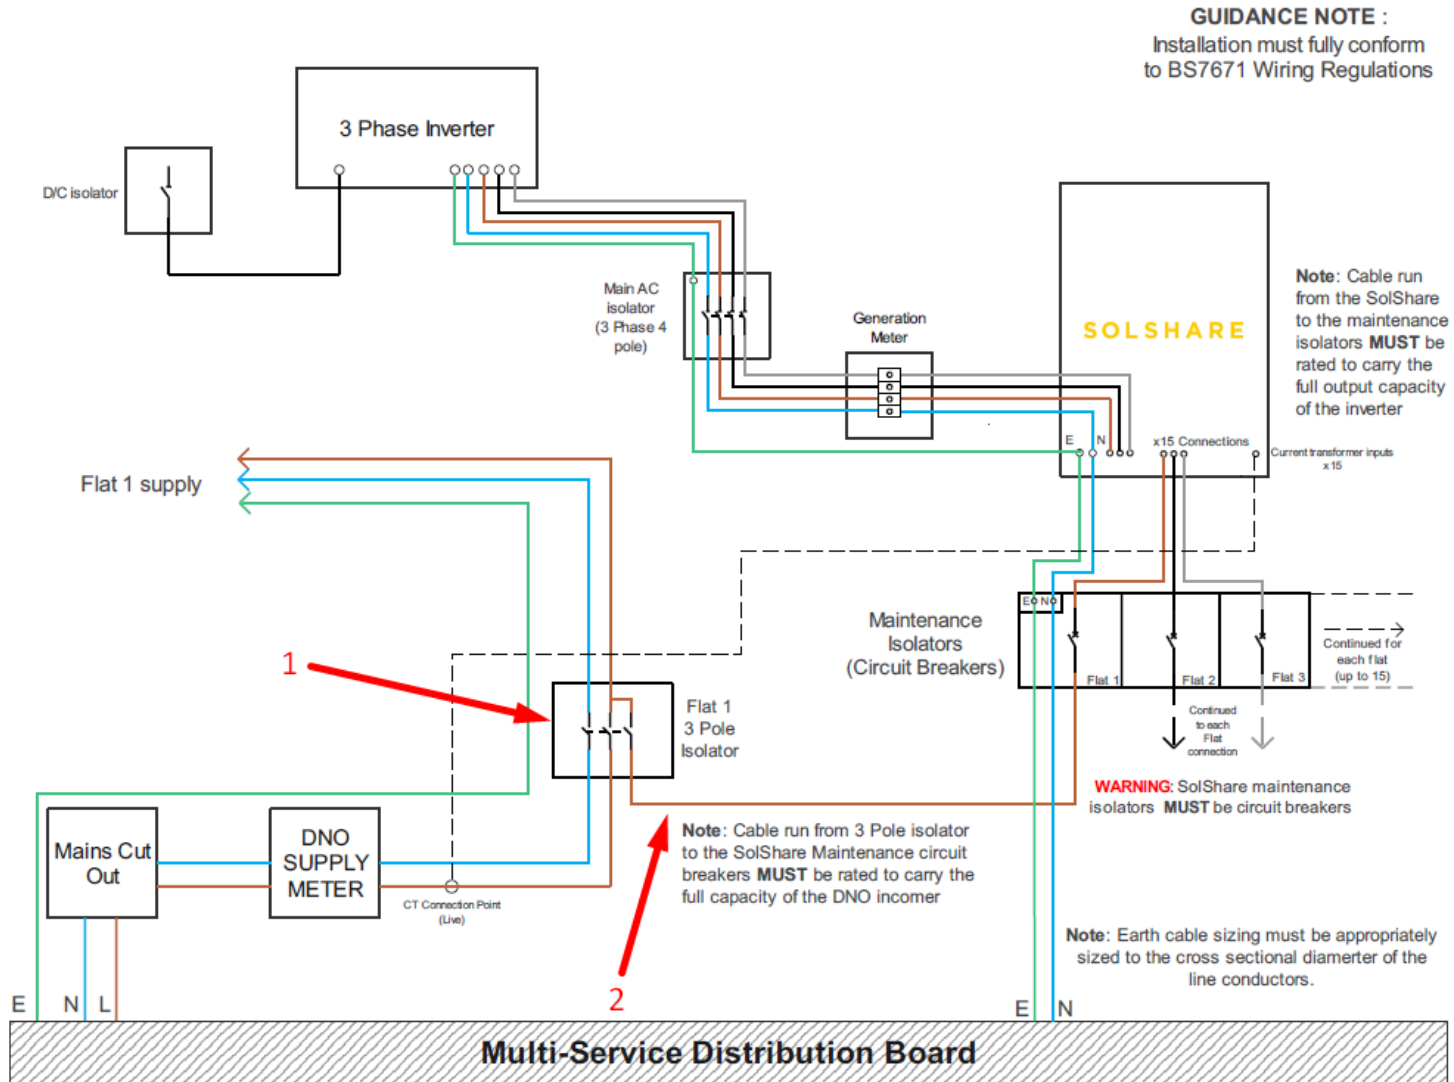 GUIDANCE NOTE :
Installation must fully conform
to BS7671 Wiring Regulations
3 Phase Inverter
D/C isolator
Main AC
isolator
(3 Phase 4
pole)
Generation
Meter
SOLSHARE
E N
x15 Connections
Current transformer inputs
x15
Note: Cable run
from the SolShare
to the maintenance
isolators MUST be
rated to carry the
full output capacity
of the inverter
Flat 1 supply
Maintenance
Isolators
(Circuit Breakers)
E N
Flat 1
Flat 2
Flat 3
Continued for
each flat
(up to 15)
Continued
to each
Flat
connection
1
Flat 1
3 Pole
Isolator
WARNING: SolShare maintenance
isolators MUST be circuit breakers
Mains Cut
Out
DNO
SUPPLY
METER
CT Connection Point
(Live)
Note: Cable run from 3 Pole isolator
to the SolShare Maintenance circuit
breakers MUST be rated to carry the
full capacity of the DNO incomer
2
Note: Earth cable sizing must be appropriately
sized to the cross sectional diamerter of the
line conductors.
E N L
E N
Multi-Service Distribution Board